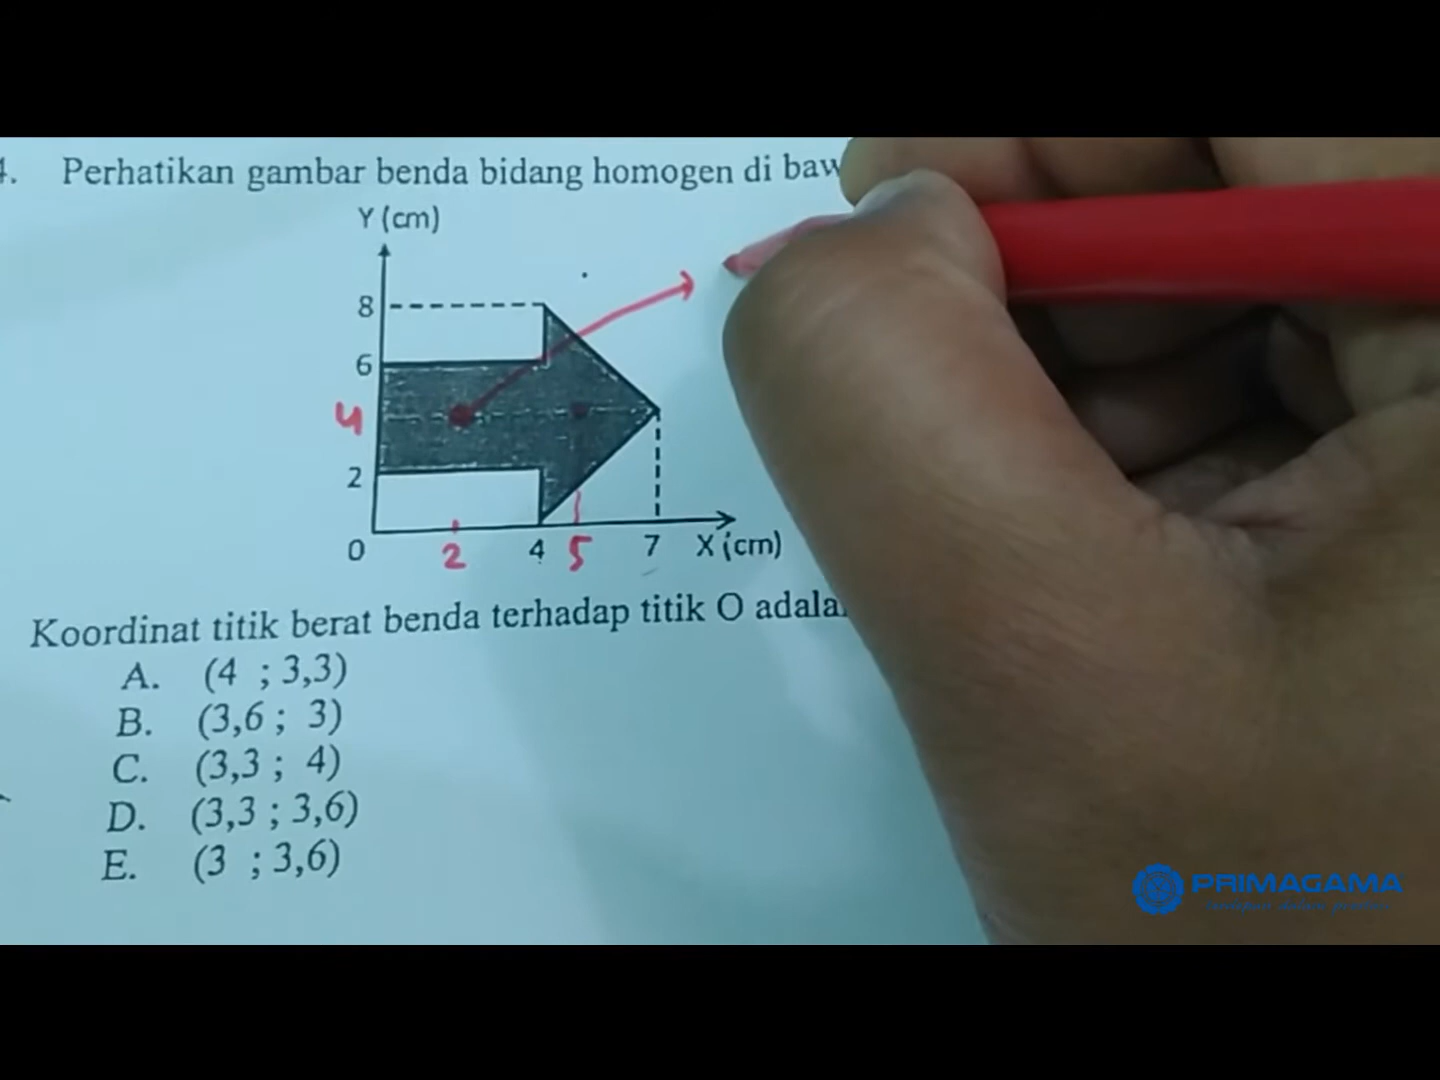 4. Perhatikan gambar benda bidang homogen di
Y (cm)
8
6
4
2
0 2 4 5 7 X (cm)
Koordinat titik berat benda terhadap titik O
A. (4 ; 3,3)
B. (3,6 ; 3)
C. (3,3 ; 4)
D. (3,3 ; 3,6)
E. (3 ; 3,6)
PRIMAGAMA